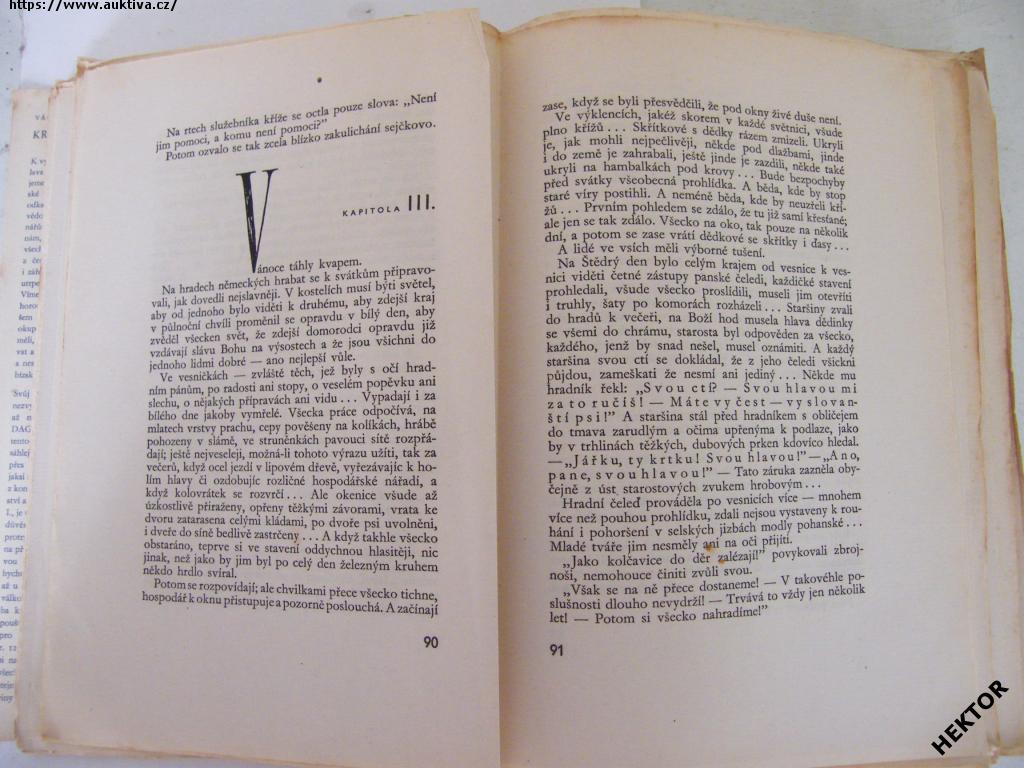 https://www.auktiva.cz/
Na rtech služebníka kříže se octla pouze slova: „Není
jim pomoci, a komu není pomoci?"
Potom ozvalo se tak zcela blízko zakulichání sejčkovo.
KAPITOLA III.
Vánoce táhly kvapem.
Na hradech německých hrabat se k svátkům připravo-
vali, jak dovedli nejslavněji. V kostelích musí býti světel,
aby od jednoho bylo viděti k druhému, aby zdejší kraj
v půlnoční chvíli proměnil se opravdu v bílý den, aby
zvěděl všecken svět, že zdejší domorodci opravdu již
vzdávají slávu Bohu na výsostech a že jsou všichni do
jednoho lidmi dobré — ano nejlepší vůle.
Ve vesničkách — zvláště těch, jež byly s očí hrad-
ním pánům, po radosti ani stopy, o veselém popěvku ani
slechu, o nějakých přípravách ani vidu... Vypadají i za
bílého dne jakoby vymřelé. Všecka práce odpočívá, na
mlatech vrstvy prachu, cepy pověšeny na kolíkách, hrábě
pohozeny v slámě, ve struněnkách pavouci sítě rozpřá-
dají; ještě nejveseleji, možná-li tohoto výrazu užíti, tak za
večerů, když ocel jezdí v lipovém dřevě, vyřezávajíc k ho-
lím hlavy či ozdobujíc rozličné hospodářské nářadí, a
když kolovrátek se rozvrčí... Ale okenice všude až
úzkostlivě přiraženy, opřeny těžkými závorami, vrata ke
dvoru zatarasena celými kládami, po dvoře psi uvolněni,
i dveře do síně bedlivě zastrčeny... A když takhle všecko
obstaráno, teprve si ve stavení oddychnou hlasitěji, nic
jinak, než jako by jim byl po celý den železným kruhem
někdo hrdlo svíral.
Potom se rozpovídají; ale chvilkami přece všecko tichne,
hospodář k oknu přistupuje a pozorně poslouchá. A začínají
90
zase, když se byli přesvědčili, že pod okny živé duše není.
Ve výklencích, jakéž skorem v každé světnici, všude
plno křížů... Skřítkové s dědky rázem zmizeli. Ukryli
je, jak mohli nejpečlivěji, někde pod dlažbami, jinde
i do země je zahrabali, ještě jinde je zazdili, někde také
ukryli na hambalkách pod krovy... Bude bezpochyby
před svátky všeobecná prohlídka. A běda, kde by stop
staré víry postihli. A neméně běda, kde by neuzřeli kří-
žů... Prvním pohledem se zdálo, že tu již samí křesťané;
ale jen se tak zdálo. Všecko na oko, tak pouze na několik
dní, a potom se zase vrátí dědkové se skřítky i ďasy...
A lidé ve vsích měli výborné tušení.
Na Štědrý den bylo celým krajem od vesnice k ves-
nici viděti četné zástupy panské čeledi, každičké stavení
prohledali, všude všecko proslídili, museli jim otevříti
i truhly, šaty po komorách rozházeli... Staršiny zvali
do hradů k večeři, na Boží hod musela hlava dědinky
se všemi do chrámu, starosta byl odpověden za všecko,
každého, jenž by snad nešel, musel oznámiti. A každý
staršina svou ctí se dokládal, že z jeho čeledi všickni
půjdou, zameškati že nesmí ani jediný... Někde mu
hradník řekl: „Svou ctí? — Svou hlavou mi
za to ručíš! — Máte vy čest — vy slovan-
ští psi!" A staršina stál před hradníkem s obličejem
do tmava zarudlým a očima upřenýma k podlaze, jako
by v trhlinách těžkých, dubových prken kdovíco hledal.
— „Jářku, ty krtku! Svou hlavou!" — „Ano,
pane, svou hlavou!" — Tato záruka zazněla oby-
čejně z úst starostových zvukem hrobovým...
Hradní čeleď prováděla po vesnicích více — mnohem
více než pouhou prohlídku, zdali nejsou vystaveny k rou-
hání i pohoršení v selských jizbách modly pohanské...
Mladé tváře jim nesměly ani na oči přijíti.
„Jako kolčavice do děr zalézají!" povykovali zbroj-
noši, nemohouce činiti zvůli svou.
„Však se na ně přece dostaneme! — V takovéhle po-
slušnosti dlouho nevydrží! — Trvává to vždy jen několik
let! — Potom si všecko nahradíme!"
91
HEKTOR